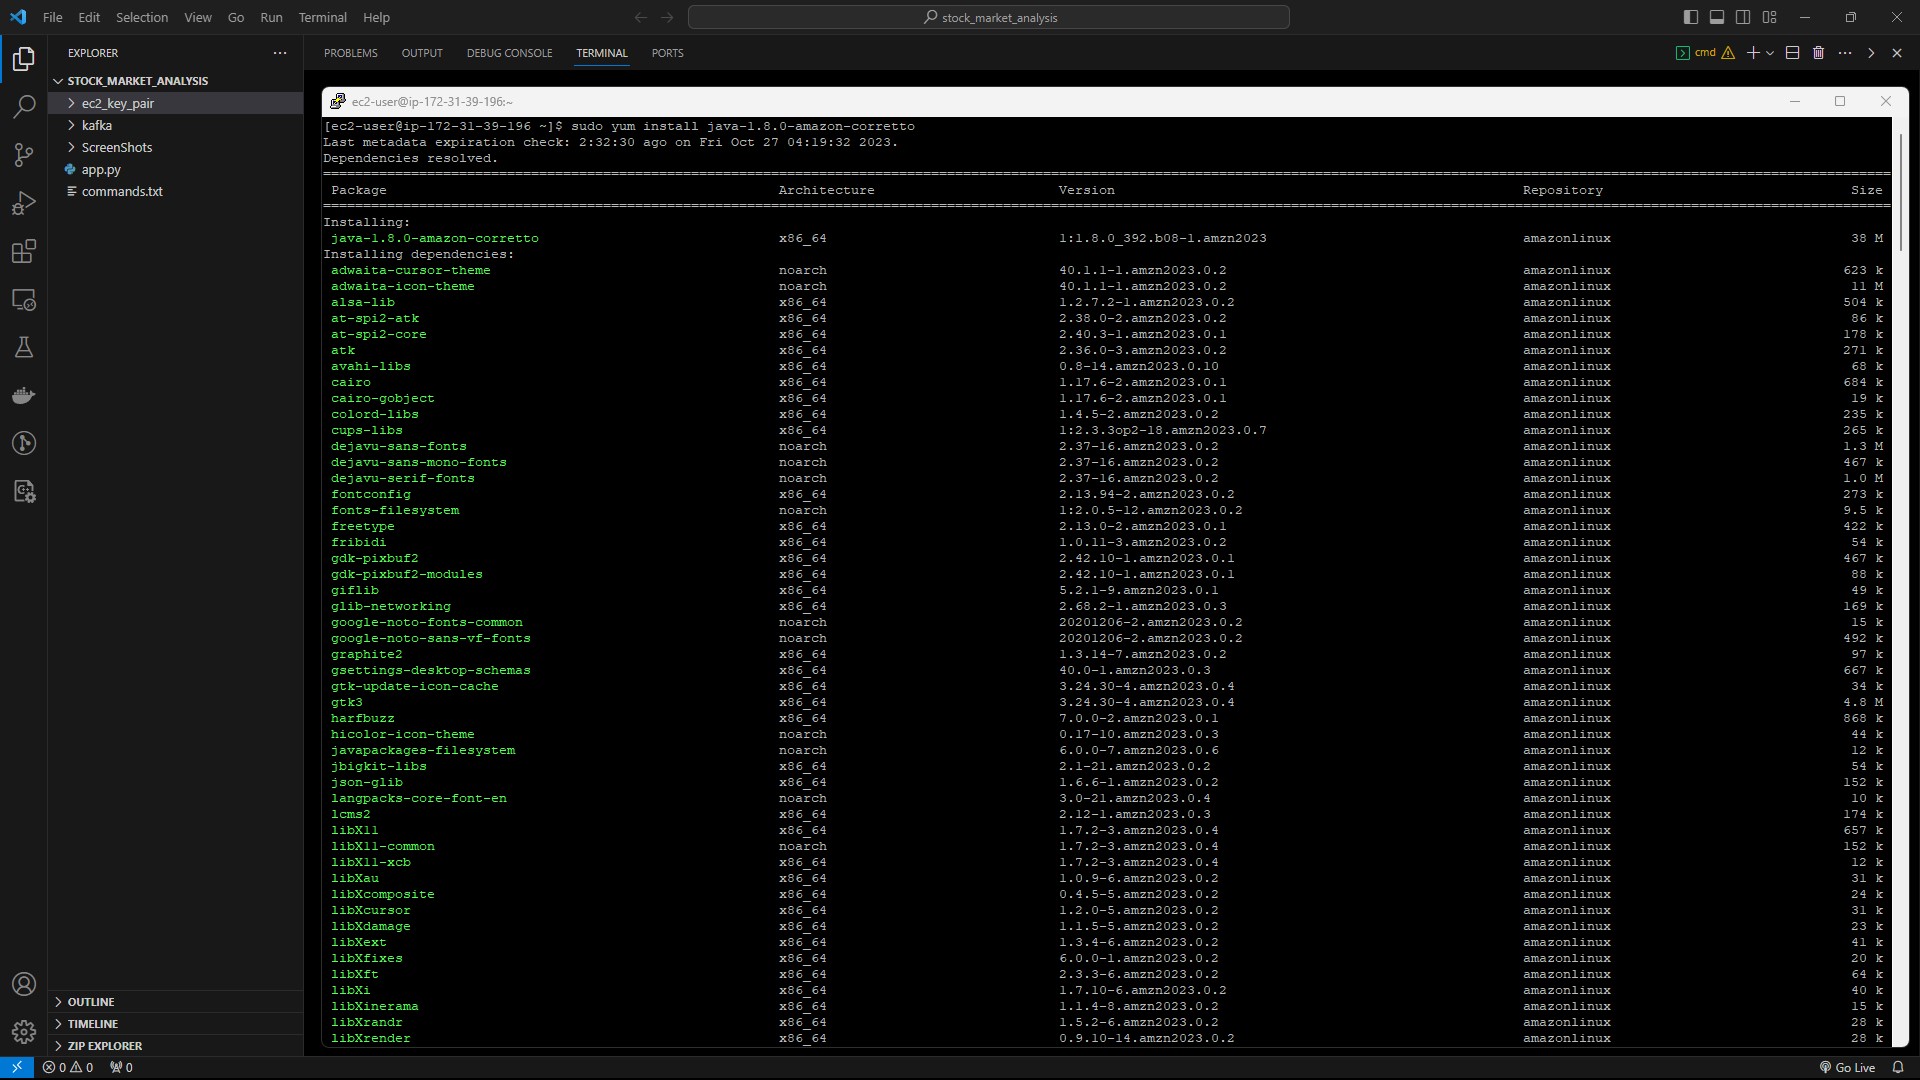 File Edit Selection View Go Run Terminal Help
stock_market_analysis
EXPLORER
STOCK_MARKET_ANALYSIS
ec2_key_pair
kafka
ScreenShots
app.py
commands.txt
OUTLINE
TIMELINE
ZIP EXPLORER
PROBLEMS OUTPUT DEBUG CONSOLE TERMINAL PORTS
cmd
ec2-user@ip-172-31-39-196:~
[ec2-user@ip-172-31-39-196 ~]$ sudo yum install java-1.8.0-amazon-corretto
Last metadata expiration check: 2:32:30 ago on Fri Oct 27 04:19:32 2023.
Dependencies resolved.
Package Architecture Version Repository Size
Installing:
java-1.8.0-amazon-corretto x86_64 1:1.8.0_392.b08-1.amzn2023 amazonlinux 38 M
Installing dependencies:
adwaita-cursor-theme noarch 40.1.1-1.amzn2023.0.2 amazonlinux 623 k
adwaita-icon-theme noarch 40.1.1-1.amzn2023.0.2 amazonlinux 11 M
alsa-lib x86_64 1.2.7.2-1.amzn2023.0.2 amazonlinux 504 k
at-spi2-atk x86_64 2.38.0-2.amzn2023.0.2 amazonlinux 86 k
at-spi2-core x86_64 2.40.3-1.amzn2023.0.1 amazonlinux 178 k
atk x86_64 2.36.0-3.amzn2023.0.2 amazonlinux 271 k
avahi-libs x86_64 0.8-14.amzn2023.0.10 amazonlinux 68 k
cairo x86_64 1.17.6-2.amzn2023.0.1 amazonlinux 684 k
cairo-gobject x86_64 1.17.6-2.amzn2023.0.1 amazonlinux 19 k
colord-libs x86_64 1.4.5-2.amzn2023.0.2 amazonlinux 235 k
cups-libs x86_64 1:2.3.3op2-18.amzn2023.0.7 amazonlinux 265 k
dejavu-sans-fonts noarch 2.37-16.amzn2023.0.2 amazonlinux 1.3 M
dejavu-sans-mono-fonts noarch 2.37-16.amzn2023.0.2 amazonlinux 467 k
dejavu-serif-fonts noarch 2.37-16.amzn2023.0.2 amazonlinux 1.0 M
fontconfig x86_64 2.13.94-2.amzn2023.0.2 amazonlinux 273 k
fonts-filesystem noarch 1:2.0.5-12.amzn2023.0.2 amazonlinux 9.5 k
freetype x86_64 2.13.0-2.amzn2023.0.1 amazonlinux 422 k
fribidi x86_64 1.0.11-3.amzn2023.0.2 amazonlinux 54 k
gdk-pixbuf2 x86_64 2.42.10-1.amzn2023.0.1 amazonlinux 467 k
gdk-pixbuf2-modules x86_64 2.42.10-1.amzn2023.0.1 amazonlinux 88 k
giflib x86_64 5.2.1-9.amzn2023.0.1 amazonlinux 49 k
glib-networking x86_64 2.68.2-1.amzn2023.0.3 amazonlinux 169 k
google-noto-fonts-common noarch 20201206-2.amzn2023.0.2 amazonlinux 15 k
google-noto-sans-vf-fonts noarch 20201206-2.amzn2023.0.2 amazonlinux 492 k
graphite2 x86_64 1.3.14-7.amzn2023.0.2 amazonlinux 97 k
gsettings-desktop-schemas x86_64 40.0-1.amzn2023.0.3 amazonlinux 667 k
gtk-update-icon-cache x86_64 3.24.30-4.amzn2023.0.4 amazonlinux 34 k
gtk3 x86_64 3.24.30-4.amzn2023.0.4 amazonlinux 4.8 M
harfbuzz x86_64 7.0.0-2.amzn2023.0.1 amazonlinux 868 k
hicolor-icon-theme noarch 0.17-10.amzn2023.0.3 amazonlinux 44 k
javapackages-filesystem noarch 6.0.0-7.amzn2023.0.6 amazonlinux 12 k
jbigkit-libs x86_64 2.1-21.amzn2023.0.2 amazonlinux 54 k
json-glib x86_64 1.6.6-1.amzn2023.0.2 amazonlinux 152 k
langpacks-core-font-en noarch 3.0-21.amzn2023.0.4 amazonlinux 10 k
lcms2 x86_64 2.12-1.amzn2023.0.3 amazonlinux 174 k
libX11 x86_64 1.7.2-3.amzn2023.0.4 amazonlinux 657 k
libX11-common noarch 1.7.2-3.amzn2023.0.4 amazonlinux 152 k
libX11-xcb x86_64 1.7.2-3.amzn2023.0.4 amazonlinux 12 k
libXau x86_64 1.0.9-6.amzn2023.0.2 amazonlinux 31 k
libXcomposite x86_64 0.4.5-5.amzn2023.0.2 amazonlinux 24 k
libXcursor x86_64 1.2.0-5.amzn2023.0.2 amazonlinux 31 k
libXdamage x86_64 1.1.5-5.amzn2023.0.2 amazonlinux 23 k
libXext x86_64 1.3.4-6.amzn2023.0.2 amazonlinux 41 k
libXfixes x86_64 6.0.0-1.amzn2023.0.2 amazonlinux 20 k
libXft x86_64 2.3.3-6.amzn2023.0.2 amazonlinux 64 k
libXi x86_64 1.7.10-6.amzn2023.0.2 amazonlinux 40 k
libXinerama x86_64 1.1.4-8.amzn2023.0.2 amazonlinux 15 k
libXrandr x86_64 1.5.2-6.amzn2023.0.2 amazonlinux 28 k
libXrender x86_64 0.9.10-14.amzn2023.0.2 amazonlinux 28 k
0 0 0
Go Live